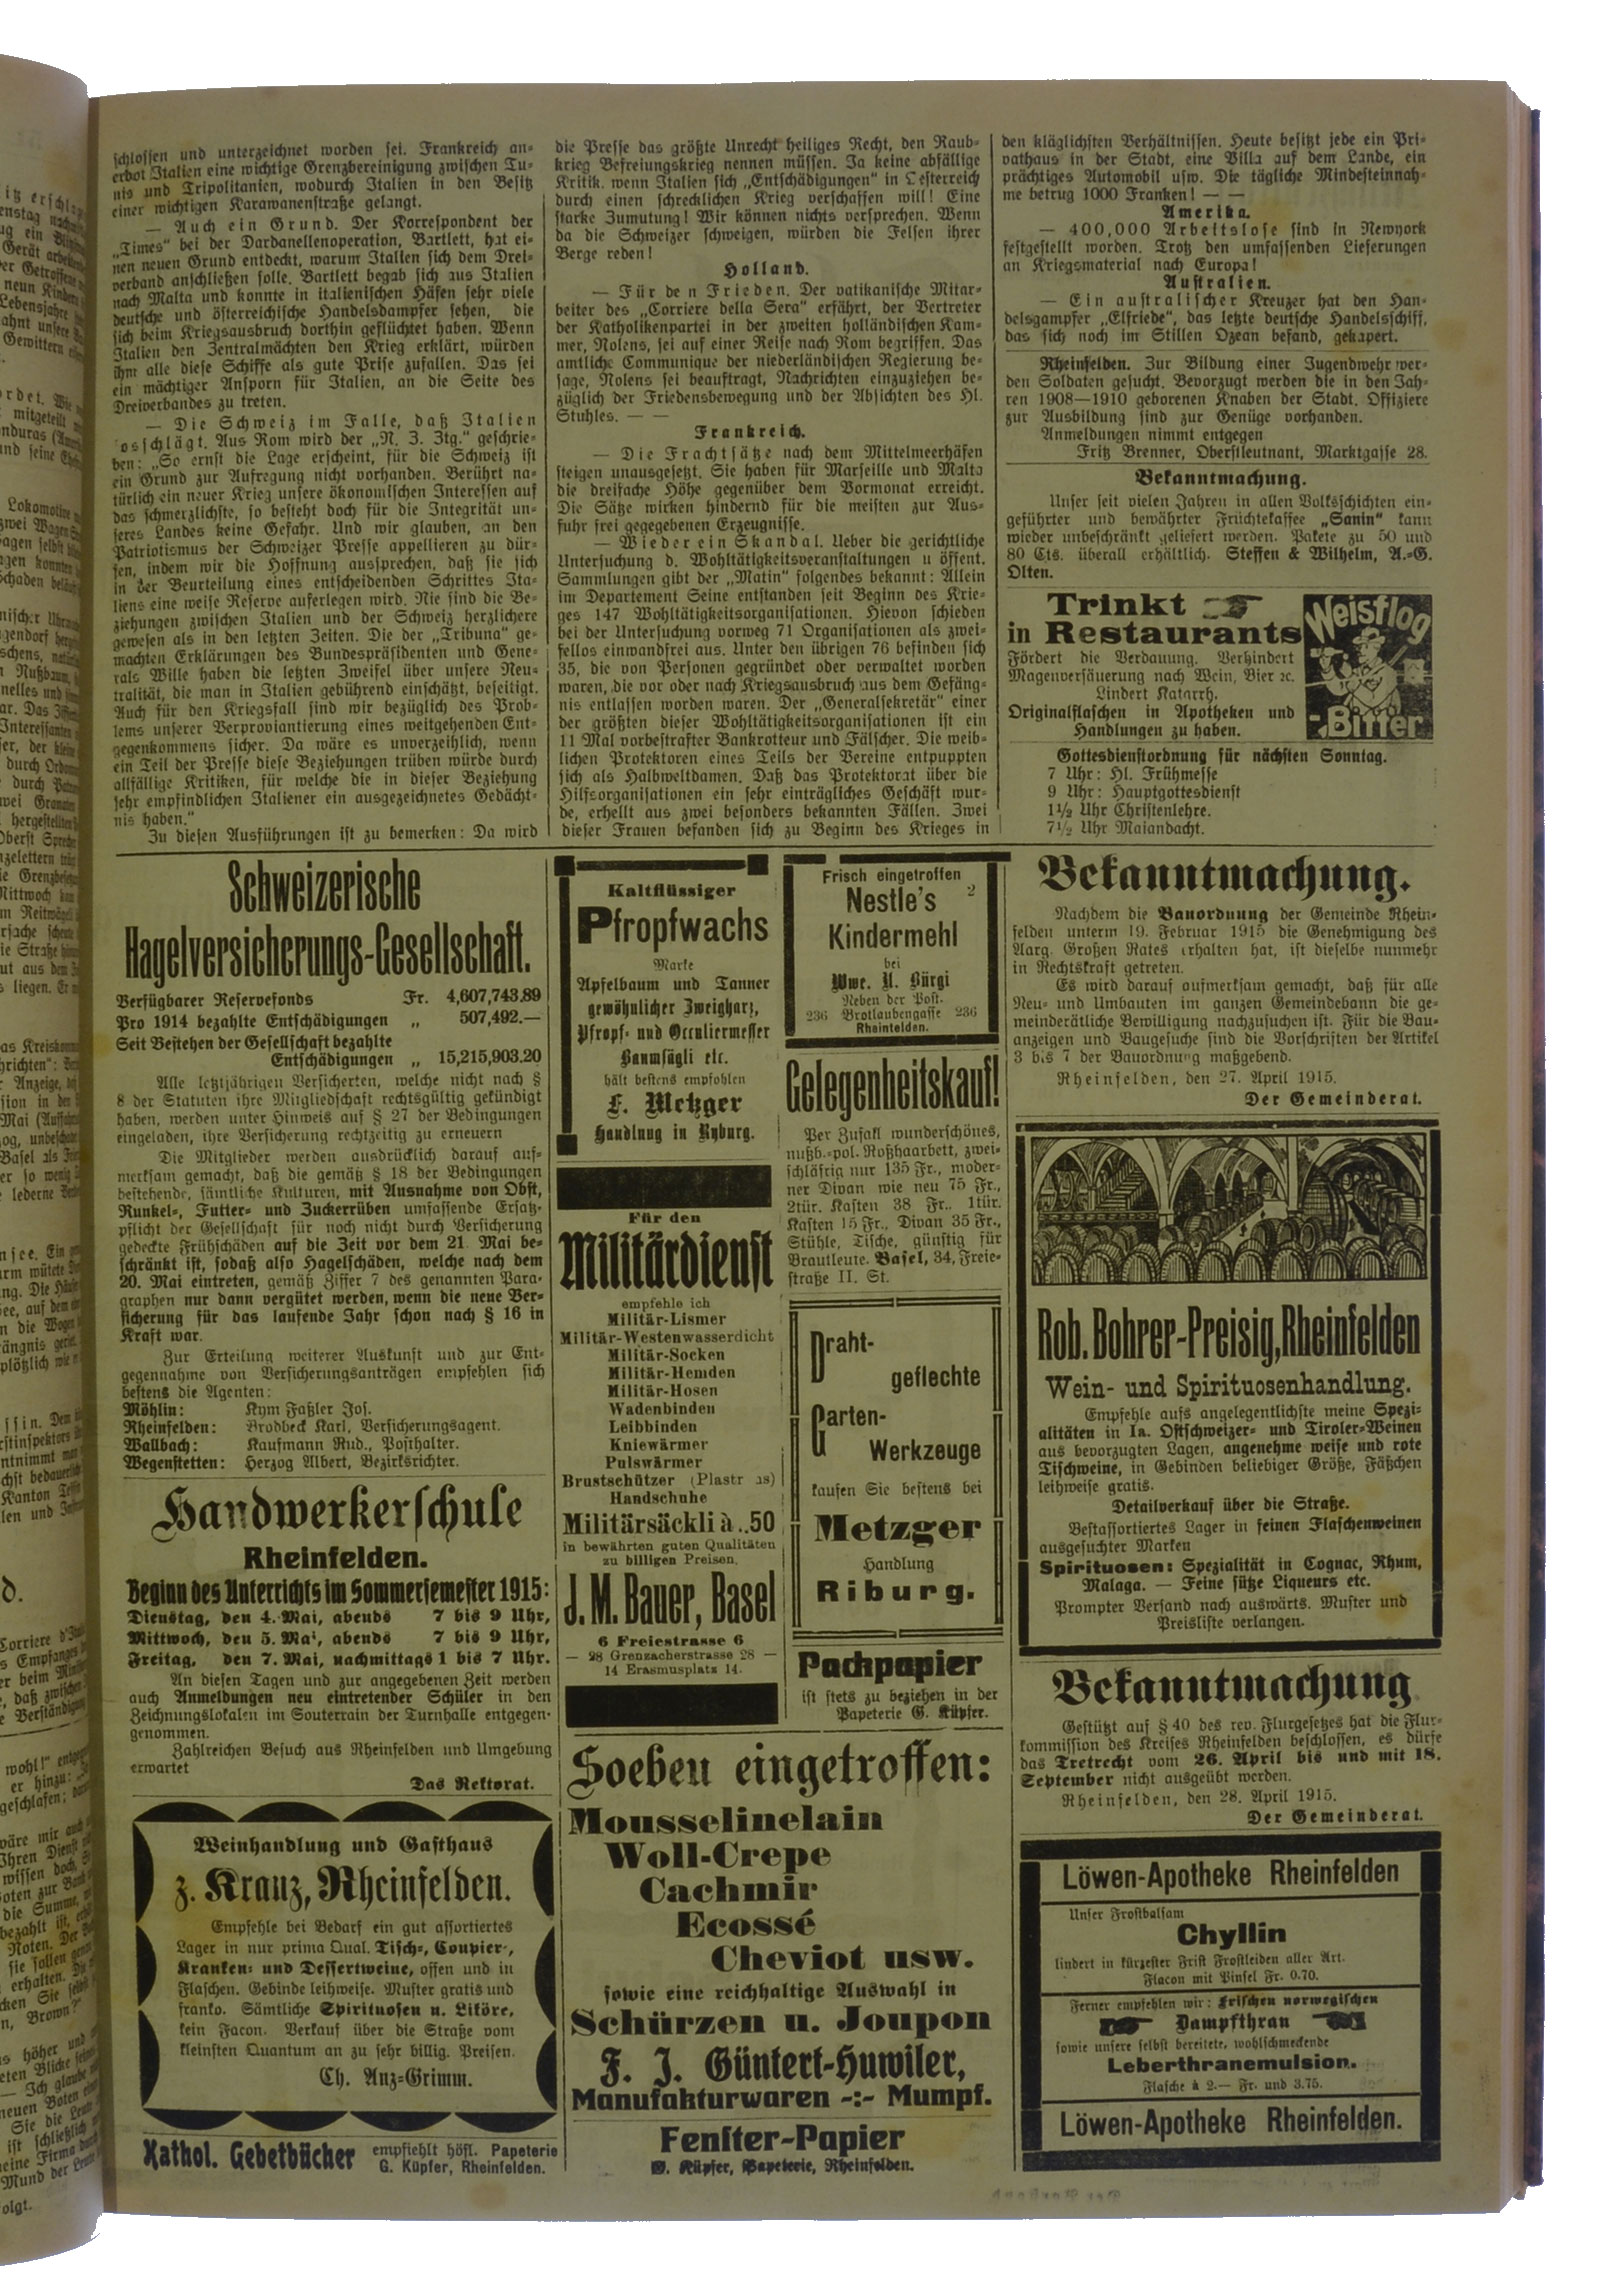 schlossen und unterzeichnet worden sei. Frankreich an-
erbot Italien eine wichtige Grenzbereinigung zwischen Tu-
nis und Tripolitanien, wodurch Italien in den Besitz
einer wichtigen Karawanenstraße gelangt.
— Auch ein Grund. Der Korrespondent der
„Times“ bei der Dardanellenoperation, Bartlett, hat ei-
nen neuen Grund entdeckt, warum Italien sich dem Drei-
verband anschließen solle. Bartlett begab sich aus Italien
nach Malta und konnte in italienischen Häfen sehr viele
deutsche und österreichische Handelsdampfer sehen, die
sich beim Kriegsausbruch dorthin geflüchtet haben. Wenn
Italien den Zentralmächten den Krieg erklärt, würden
ihm alle diese Schiffe als gute Prise zufallen. Das sei
ein mächtiger Ansporn für Italien, an die Seite des
Dreiverbandes zu treten.
— Die Schweiz im Falle, daß Italien
osschlägt. Aus Rom wird der „N. Z. Ztg.“ geschrie-
ben: „So ernst die Lage erscheint, für die Schweiz ist
ein Grund zur Aufregung nicht vorhanden. Berührt na-
türlich ein neuer Krieg unsere ökonomischen Interessen auf
das schmerzlichste, so besteht doch für die Integrität un-
seres Landes keine Gefahr. Und wir glauben, an den
Patriotismus der Schweizer Presse appellieren zu dür-
fen, indem wir die Hoffnung aussprechen, daß sie sich
in der Beurteilung eines entscheidenden Schrittes Ita-
liens eine weise Reserve auferlegen wird. Nie sind die Be-
ziehungen zwischen Italien und der Schweiz herzlichere
gewesen als in den letzten Zeiten. Die der „Tribuna“ ge-
machten Erklärungen des Bundespräsidenten und Gene-
rals Wille haben die letzten Zweifel über unsere Neu-
tralität, die man in Italien gebührend einschätzt, beseitigt.
Auch für den Kriegsfall sind wir bezüglich des Prob-
lems unserer Verproviantierung eines weitgehenden Ent-
gegenkommens sicher. Da wäre es unverzeihlich, wenn
ein Teil der Presse diese Beziehungen trüben würde durch
allfällige Kritiken, für welche die in dieser Beziehung
sehr empfindlichen Italiener ein ausgezeichnetes Gedächt-
nis haben.“
Zu diesen Ausführungen ist zu bemerken: Da wird
die Presse das größte Unrecht heiliges Recht, den Raub-
krieg Befreiungskrieg nennen müssen. Ja keine abfällige
Kritik, wenn Italien sich „Entschädigungen“ in Oesterreich
durch einen schrecklichen Krieg verschaffen will! Eine
starke Zumutung! Wir können nichts versprechen. Wenn
da die Schweizer schweigen, würden die Felsen ihrer
Berge reden!
Holland.
— Für den Frieden. Der vatikanische Mitar-
beiter des „Corriere della Sera“ erfährt, der Vertreter
der Katholikenpartei in der zweiten holländischen Kam-
mer, Nolens, sei auf einer Reise nach Rom begriffen. Das
amtliche Communique der niederländischen Regierung be-
sage, Nolens sei beauftragt, Nachrichten einzuziehen be-
züglich der Friedensbewegung und der Absichten des Hl.
Stuhles. — —
Frankreich.
— Die Frachtsätze nach dem Mittelmeerhäfen
steigen unausgesetzt. Sie haben für Marseille und Malta
die dreifache Höhe gegenüber dem Vormonat erreicht.
Die Sätze wirken hindernd für die meisten zur Aus-
fuhr frei gegegebenen Erzeugnisse.
— Wieder ein Skandal. Ueber die gerichtliche
Untersuchung d. Wohltätigkeitsveranstaltungen u öffent.
Sammlungen gibt der „Matin“ folgendes bekannt: Allein
im Departement Seine entstanden seit Beginn des Krie-
ges 147 Wohltätigkeitsorganisationen. Hievon schieden
bei der Untersuchung vorweg 71 Organisationen als zwei-
fellos einwandfrei aus. Unter den übrigen 76 befinden sich
35, die von Personen gegründet oder verwaltet worden
waren, die vor oder nach Kriegsausbruch aus dem Gefäng-
nis entlassen worden waren. Der „Generalsekretär“ einer
der größten dieser Wohltätigkeitsorganisationen ist ein
11 Mal vorbestrafter Bankrotteur und Fälscher. Die weib-
lichen Protektoren eines Teils der Vereine entpuppten
sich als Halbweltdamen. Daß das Protektorat über die
Hilfsorganisationen ein sehr einträgliches Geschäft wur-
de, erhellt aus zwei besonders bekannten Fällen. Zwei
dieser Frauen befanden sich zu Beginn des Krieges in
den kläglichsten Verhältnissen. Heute besitzt jede ein Pri-
vathaus in der Stadt, eine Villa auf dem Lande, ein
prächtiges Automobil usw. Die tägliche Mindesteinnah-
me betrug 1000 Franken! — —
Amerika.
— 400,000 Arbeitslose sind in Newyork
festgestellt worden. Trotz den umfassenden Lieferungen
an Kriegsmaterial nach Europa!
Australien.
— Ein australischer Kreuzer hat den Han-
delsgampfer „Elfriede“, das letzte deutsche Handelsschiff,
das sich noch im Stillen Ozean befand, gekapert.
Rheinfelden. Zur Bildung einer Jugendwehr wer-
den Soldaten gesucht. Bevorzugt werden die in den Jah-
ren 1908—1910 geborenen Knaben der Stadt. Offiziere
zur Ausbildung sind zur Genüge vorhanden.
Anmeldungen nimmt entgegen
Fritz Brenner, Oberstleutnant, Marktgasse 28.
Bekanntmachung.
Unser seit vielen Jahren in allen Volksschichten ein-
geführter und bewährter Früchtekaffee „Sanin“ kann
wieder unbeschränkt geliefert werden. Pakete zu 50 und
80 Cts. überall erhältlich. Steffen & Wilhelm, A.-G.
Olten.
Trinkt
in Restaurants
Fördert die Verdauung. Verhindert
Magenversäuerung nach Wein, Bier ꝛc.
Lindert Katarrh.
Originalflaschen in Apotheken und
Handlungen zu haben.
Weisflog
-Bitter
Gottesdienstordnung für nächsten Sonntag.
7 Uhr: Hl. Frühmesse
9 Uhr: Hauptgottesdienst
1½ Uhr Christenlehre.
7½ Uhr Maiandacht.
Schweizerische
Hagelversicherungs-Gesellschaft.
Verfügbarer Reservefonds Fr. 4,607,743.89
Pro 1914 bezahlte Entschädigungen „ 507,492.—
Seit Bestehen der Gesellschaft bezahlte
Entschädigungen „ 15,215,903.20
Alle letztjährigen Versicherten, welche nicht nach §
8 der Statuten ihre Mitgliedschaft rechtsgültig gekündigt
haben, werden unter Hinweis auf § 27 der Bedingungen
eingeladen, ihre Versicherung rechtzeitig zu erneuern
Die Mitglieder werden ausdrücklich darauf auf-
merksam gemacht, daß die gemäß § 18 der Bedingungen
bestehende, sämtliche Kulturen, mit Ausnahme von Obst,
Runkel-, Futter- und Zuckerrüben umfassende Ersatz-
pflicht der Gesellschaft für noch nicht durch Versicherung
gedeckte Frühschäden auf die Zeit vor dem 21. Mai be-
schränkt ist, sodaß also Hagelschäden, welche nach dem
20. Mai eintreten, gemäß Ziffer 7 des genannten Para-
graphen nur dann vergütet werden, wenn die neue Ver-
sicherung für das laufende Jahr schon nach § 16 in
Kraft war.
Zur Erteilung weiterer Auskunft und zur Ent-
gegennahme von Versicherungsanträgen empfehlen sich
bestens die Agenten:
Möhlin: Kym Faßler Jos.
Rheinfelden: Brodbeck Karl, Versicherungsagent.
Wallbach: Kaufmann Rud., Posthalter.
Wegenstetten: Herzog Albert, Bezirksrichter.
Handwerkerschule
Rheinfelden.
Beginn des Unterrichts im Sommersemester 1915:
Dienstag, den 4. Mai, abends 7 bis 9 Uhr,
Mittwoch, den 5. Mai, abends 7 bis 9 Uhr,
Freitag, den 7. Mai, nachmittags 1 bis 7 Uhr.
An diesen Tagen und zur angegebenen Zeit werden
auch Anmeldungen neu eintretender Schüler in den
Zeichnungslokalen im Souterrain der Turnhalle entgegen-
genommen.
Zahlreichen Besuch aus Rheinfelden und Umgebung
erwartet
Das Rektorat.
Weinhandlung und Gasthaus
z. Kranz, Rheinfelden.
Empfehle bei Bedarf ein gut assortiertes
Lager in nur prima Qual. Tisch-, Coupier-,
Kranken- und Dessertweine, offen und in
Flaschen. Gebinde leihweise. Muster gratis und
franko. Sämtliche Spirituosen u. Liköre,
fein Facon. Verkauf über die Straße vom
kleinsten Quantum an zu sehr billig. Preisen.
Ch. Anz-Grimm.
Kathol. Gebetbücher empfiehlt höfl. Papeterie
G. Küpfer, Rheinfelden.
Kaltflüssiger
Pfropfwachs
Marke
Apfelbaum und Tanner
gewöhnlicher Zweigharz,
Pfropf- und Occuliermesser
Baumsägli etc.
hält bestens empfohlen
F. Metzger
Handlung in Ryburg.
Für den
Militärdienst
empfehle ich
Militär-Lismer
Militär-Westenwasserdicht
Militär-Socken
Militär-Hemden
Militär-Hosen
Wadenbinden
Leibbinden
Kniewärmer
Pulswärmer
Brustschützer (Plastr as)
Handschuhe
Militärsäckli à ..50
in bewährten guten Qualitäten
zu billigen Preisen.
J. M. Bauer, Basel
6 Freiestrasse 6
— 28 Grenzacherstrasse 28 —
14 Erasmusplatz 14.
Frisch eingetroffen
Nestle's 2
Kindermehl
bei
Wwe. A. Bürgi
Neben der Post.
236 Brotlaubengasse 236
Rheinfelden.
Gelegenheitskauf!
Per Zufall wunderschönes,
nußb.-pol. Roßhaarbett, zwei-
schläfrig nur 135 Fr., moder-
ner Divan wie neu 75 Fr.,
2tür. Kasten 38 Fr., 1tür.
Kasten 15 Fr., Divan 35 Fr.,
Stühle, Tische, günstig für
Brautleute. Basel, 34, Freie-
straße II. St.
Draht-
geflechte
Garten-
Werkzeuge
kaufen Sie bestens bei
Metzger
Handlung
Riburg.
Packpapier
ist stets zu beziehen in der
Papeterie G. Küpfer.
Soeben eingetroffen:
Mousselinelain
Woll-Crepe
Cachmir
Ecossé
Cheviot usw.
sowie eine reichhaltige Auswahl in
Schürzen u. Joupon
F. J. Güntert-Huwiler,
Manufakturwaren -:- Mumpf.
Fenster-Papier
G. Küpfer, Papeterie, Rheinfelden.
Bekanntmachung.
Nachdem die Bauordnung der Gemeinde Rhein-
felden unterm 19. Februar 1915 die Genehmigung des
Aarg. Großen Rates erhalten hat, ist dieselbe nunmehr
in Rechtskraft getreten.
Es wird darauf aufmerksam gemacht, daß für alle
Neu- und Umbauten im ganzen Gemeindebann die ge-
meinderätliche Bewilligung nachzusuchen ist. Für die Bau-
anzeigen und Baugesuche sind die Vorschriften der Artikel
3 bis 7 der Bauordnung maßgebend.
Rheinfelden, den 27. April 1915.
Der Gemeinderat.
Rob. Bohrer-Preisig, Rheinfelden
Wein- und Spirituosenhandlung.
Empfehle aufs angelegentlichste meine Spezi-
alitäten in Ia. Ostschweizer- und Tiroler-Weinen
aus bevorzugten Lagen, angenehme weiße und rote
Tischweine, in Gebinden beliebiger Größe, Fäßchen
leihweise gratis.
Detailverkauf über die Straße.
Bestassortiertes Lager in feinen Flaschenweinen
ausgesuchter Marken
Spirituosen: Spezialität in Cognac, Rhum,
Malaga. — Feine süße Liqueurs etc.
Prompter Versand nach auswärts. Muster und
Preisliste verlangen.
Bekanntmachung
Gestützt auf § 40 des rev. Flurgesetzes hat die Flur-
kommission des Kreises Rheinfelden beschlossen, es dürfe
das Tretrecht vom 26. April bis und mit 18.
September nicht ausgeübt werden.
Rheinfelden, den 28. April 1915.
Der Gemeinderat.
Löwen-Apotheke Rheinfelden
Unser Frostbalsam
Chyllin
lindert in kürzester Frist Frostleiden aller Art.
Flacon mit Pinsel Fr. 0.70.
Ferner empfehlen wir: frischen norwegischen
Dampfthran
sowie unsere selbst bereitete, wohlschmeckende
Leberthranemulsion.
Flasche à 2.— Fr. und 3.75.
Löwen-Apotheke Rheinfelden.